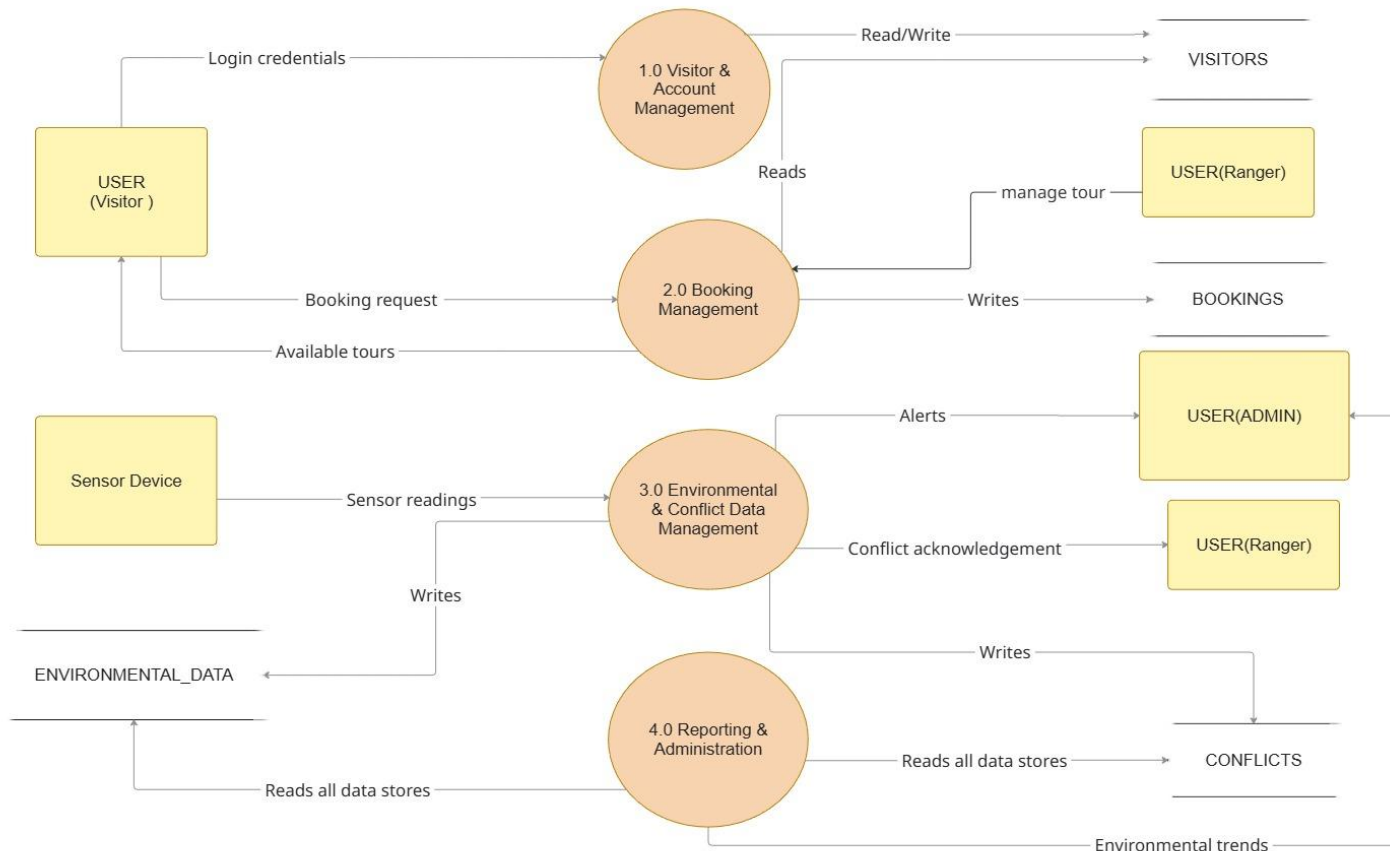 Login credentials
1.0 Visitor &
Account
Management
Read/Write
VISITORS
USER
(Visitor )
Reads
manage tour
USER(Ranger)
Booking request
2.0 Booking
Management
Writes
BOOKINGS
Available tours
Alerts
USER(ADMIN)
Sensor Device
Sensor readings
3.0 Environmental
& Conflict Data
Management
Conflict acknowledgement
USER(Ranger)
Writes
Writes
ENVIRONMENTAL_DATA
4.0 Reporting &
Administration
Reads all data stores
CONFLICTS
Reads all data stores
Environmental trends